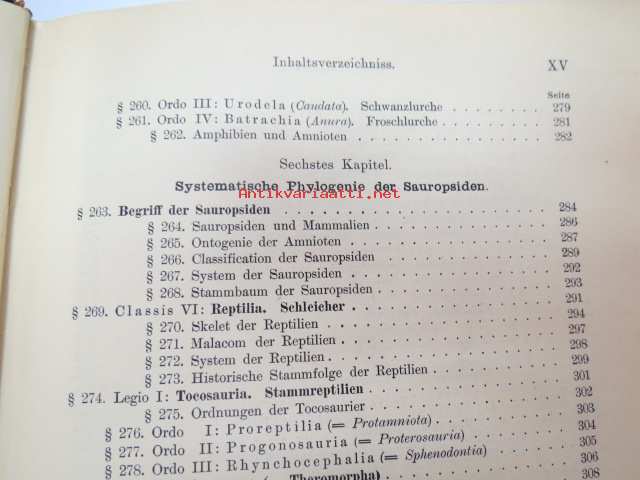 Inhaltsverzeichniss. XV
Seite
§ 260. Ordo III: Urodela (Caudata). Schwanzlurche . . . . . . . . 279
§ 261. Ordo IV: Batrachia (Anura). Froschlurche . . . . . . . . 281
§ 262. Amphibien und Amnioten . . . . . . . . . . . 282
Sechstes Kapitel.
Systematische Phylogenie der Sauropsiden.
Antikvariaatti.net
§ 263. Begriff der Sauropsiden . . . . . . . . . . . . . 284
§ 264. Sauropsiden und Mammalien . . . . . . . . . . 286
§ 265. Ontogenie der Amnioten . . . . . . . . . . . 287
§ 266. Classification der Sauropsiden . . . . . . . . . . 289
§ 267. System der Sauropsiden . . . . . . . . . . . 292
§ 268. Stammbaum der Sauropsiden . . . . . . . . . . 293
§ 269. Classis VI: Reptilia. Schleicher . . . . . . . . . . 291
§ 270. Skelet der Reptilien . . . . . . . . . . . . 294
§ 271. Malacom der Reptilien . . . . . . . . . . . 297
§ 272. System der Reptilien . . . . . . . . . . . . 298
§ 273. Historische Stammfolge der Reptilien . . . . . . . 299
§ 274. Legio I: Tocosauria. Stammreptilien . . . . . . . . . 301
§ 275. Ordnungen der Tocosaurier . . . . . . . . . . 302
§ 276. Ordo I: Proreptilia (= Protamniota) . . . . . . . . 303
§ 277. Ordo II: Progonosauria (= Proterosauria) . . . . . . 304
§ 278. Ordo III: Rhynchocephalia (= Sphenodontia) . . . . . 305
306
Theromorpha) 308